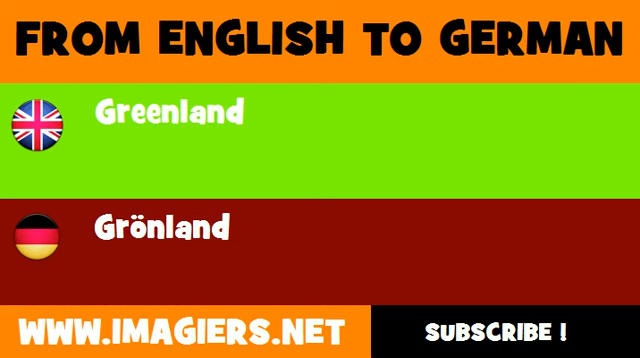 FROM ENGLISH TO GERMAN
Greenland
Grönland
WWW.IMAGIERS.NET
SUBSCRIBE !